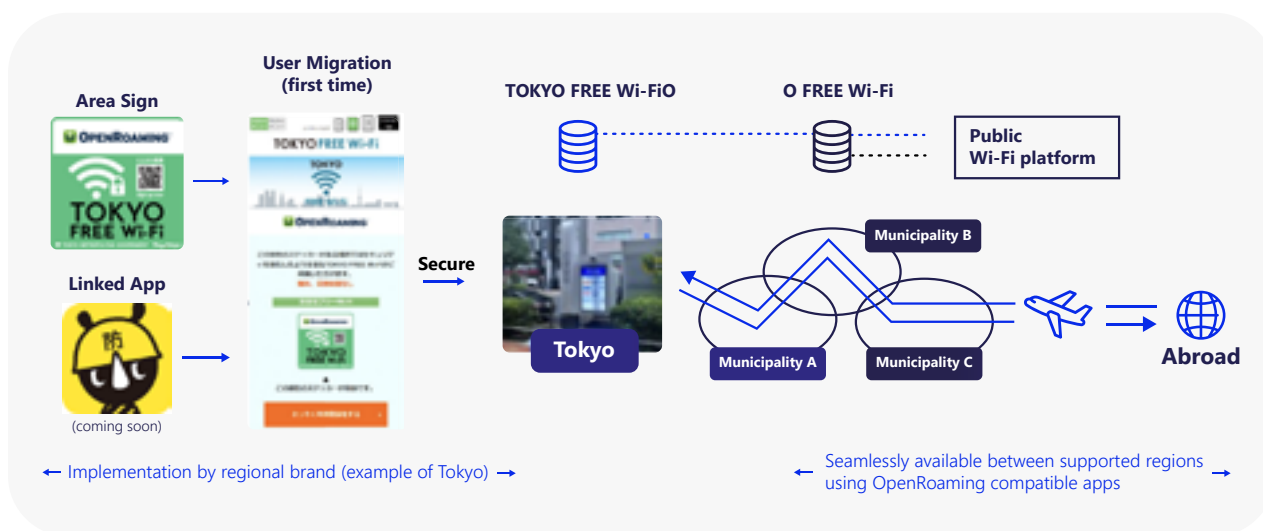 Area Sign
OPENROAMING
TOKYO
FREE Wi-Fi
Linked App
防
(coming soon)
User Migration
(first time)
TOKYO FREE Wi-Fi
TOKYO
OPENROAMING
OPENROAMING
TOKYO
FREE Wi-Fi
Secure
TOKYO FREE Wi-FiO
O FREE Wi-Fi
Public
Wi-Fi platform
Tokyo
Municipality B
Municipality A
Municipality C
Abroad
Implementation by regional brand (example of Tokyo)
Seamlessly available between supported regions
using OpenRoaming compatible apps